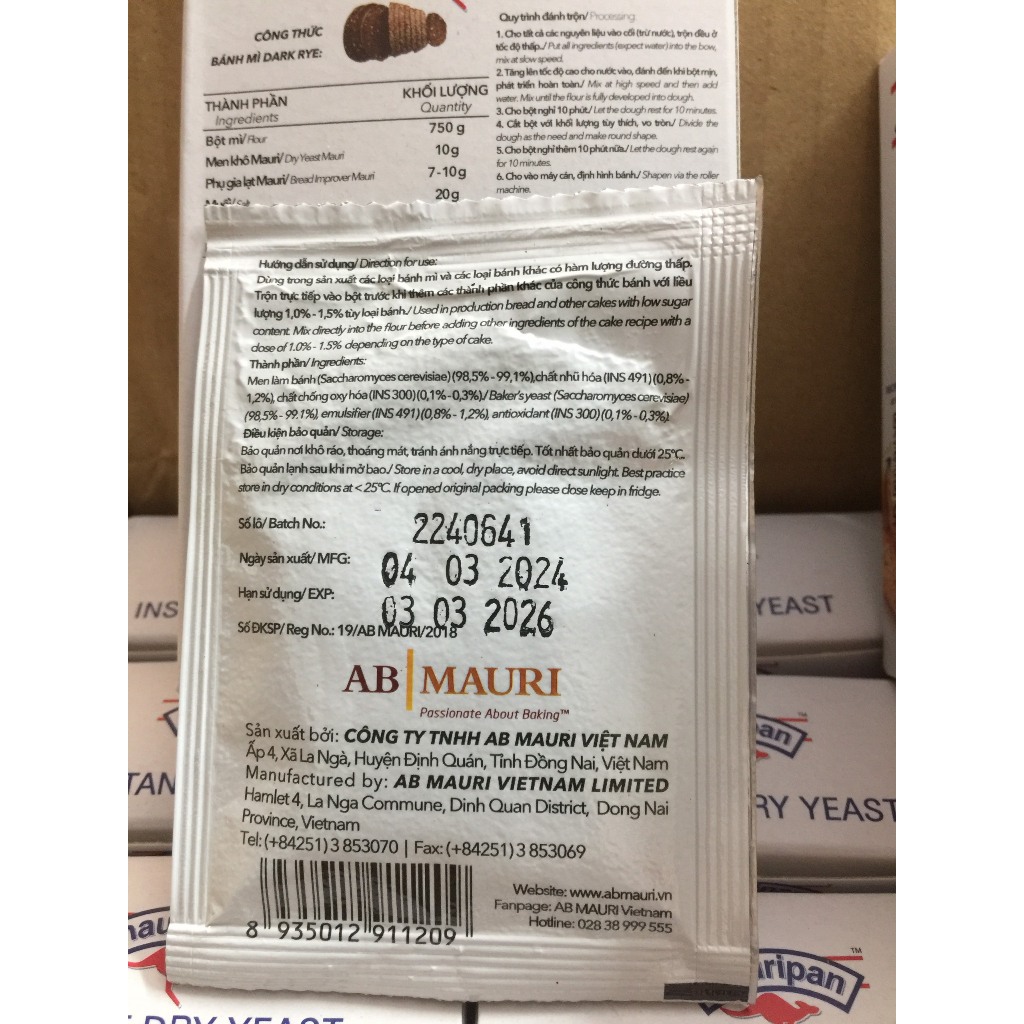 CÔNG THỨC
BÁNH MÌ DARK RYE:
THÀNH PHẦN
Ingredients
KHỐI LƯỢNG
Quantity
Bột mì/ Flour 750 g
Men khô Mauri/ Dry Yeast Mauri 10g
Phụ gia lạt Mauri/ Bread Improver Mauri 7-10g
20g
Quy trình đánh trộn/ Processing
1. Cho tất cả các nguyên liệu vào cối (trừ nước), trộn đều ở
tốc độ thấp./ Put all ingredients (expect water) into the bow,
mix at slow speed.
2. Tăng lên tốc độ cao cho nước vào, đánh đến khi bột mịn,
phát triển hoàn toàn./ Mix at high speed and then add
water. Mix until the flour is fully developed into dough.
3. Cho bột nghỉ 10 phút./ Let the dough rest for 10 minutes.
4. Cắt bột với khối lượng tùy thích, vo tròn./ Divide the
dough as the need and make round shape.
5. Cho bột nghỉ thêm 10 phút nữa./ Let the dough rest again
for 10 minutes.
6. Cho vào máy cán, định hình bánh./ Shapen via the roller
machine.
Hướng dẫn sử dụng/ Direction for use:
Dùng trong sản xuất các loại bánh mì và các loại bánh khác có hàm lượng đường thấp.
Trộn trực tiếp vào bột trước khi thêm các thành phần khác của công thức bánh với liều
lượng 1,0% - 1,5% tùy loại bánh./ Used in production bread and other cakes with low sugar
content. Mix directly into the flour before adding other ingredients of the cake recipe with a
dose of 1.0% - 1.5% depending on the type of cake.
Thành phần/ Ingredients:
Men làm bánh (Saccharomyces cerevisiae) (98,5% - 99,1%),chất nhũ hóa (INS 491) (0,8% -
1,2%), chất chống oxy hóa (INS 300) (0,1% - 0,3%)./ Baker's yeast (Saccharomyces cerevisiae)
(98,5% - 99.1%), emulsifier (INS 491) (0,8% - 1,2%), antioxidant (INS 300) (0,1% - 0,3%).
Điều kiện bảo quản/ Storage:
Bảo quản nơi khô ráo, thoáng mát, tránh ánh nắng trực tiếp. Tốt nhất bảo quản dưới 25°C.
Bảo quản lạnh sau khi mở bao./ Store in a cool, dry place, avoid direct sunlight. Best practice
store in dry conditions at < 25°C. If opened original packing please close keep in fridge.
Số lô/ Batch No.: 2240641
Ngày sản xuất/ MFG: 04 03 2024
Hạn sử dụng/ EXP: 03 03 2026
Số ĐKSP/ Reg No.: 19/AB MAURI/2018
AB MAURI
Passionate About Baking™
Sản xuất bởi: CÔNG TY TNHH AB MAURI VIỆT NAM
Ấp 4, Xã La Ngà, Huyện Định Quán, Tỉnh Đồng Nai, Việt Nam
Manufactured by: AB MAURI VIETNAM LIMITED
Hamlet 4, La Nga Commune, Dinh Quan District, Dong Nai
Province, Vietnam
Tel: (+84251) 3 853070 | Fax: (+84251) 3 853069
8 935012 911209
Website: www.abmauri.vn
Fanpage: AB MAURI Vietnam
Hotline: 028 38 999 555
INS
YEAST
TAN
an
RY YEAST
mau
ripan™
DRY YEAST